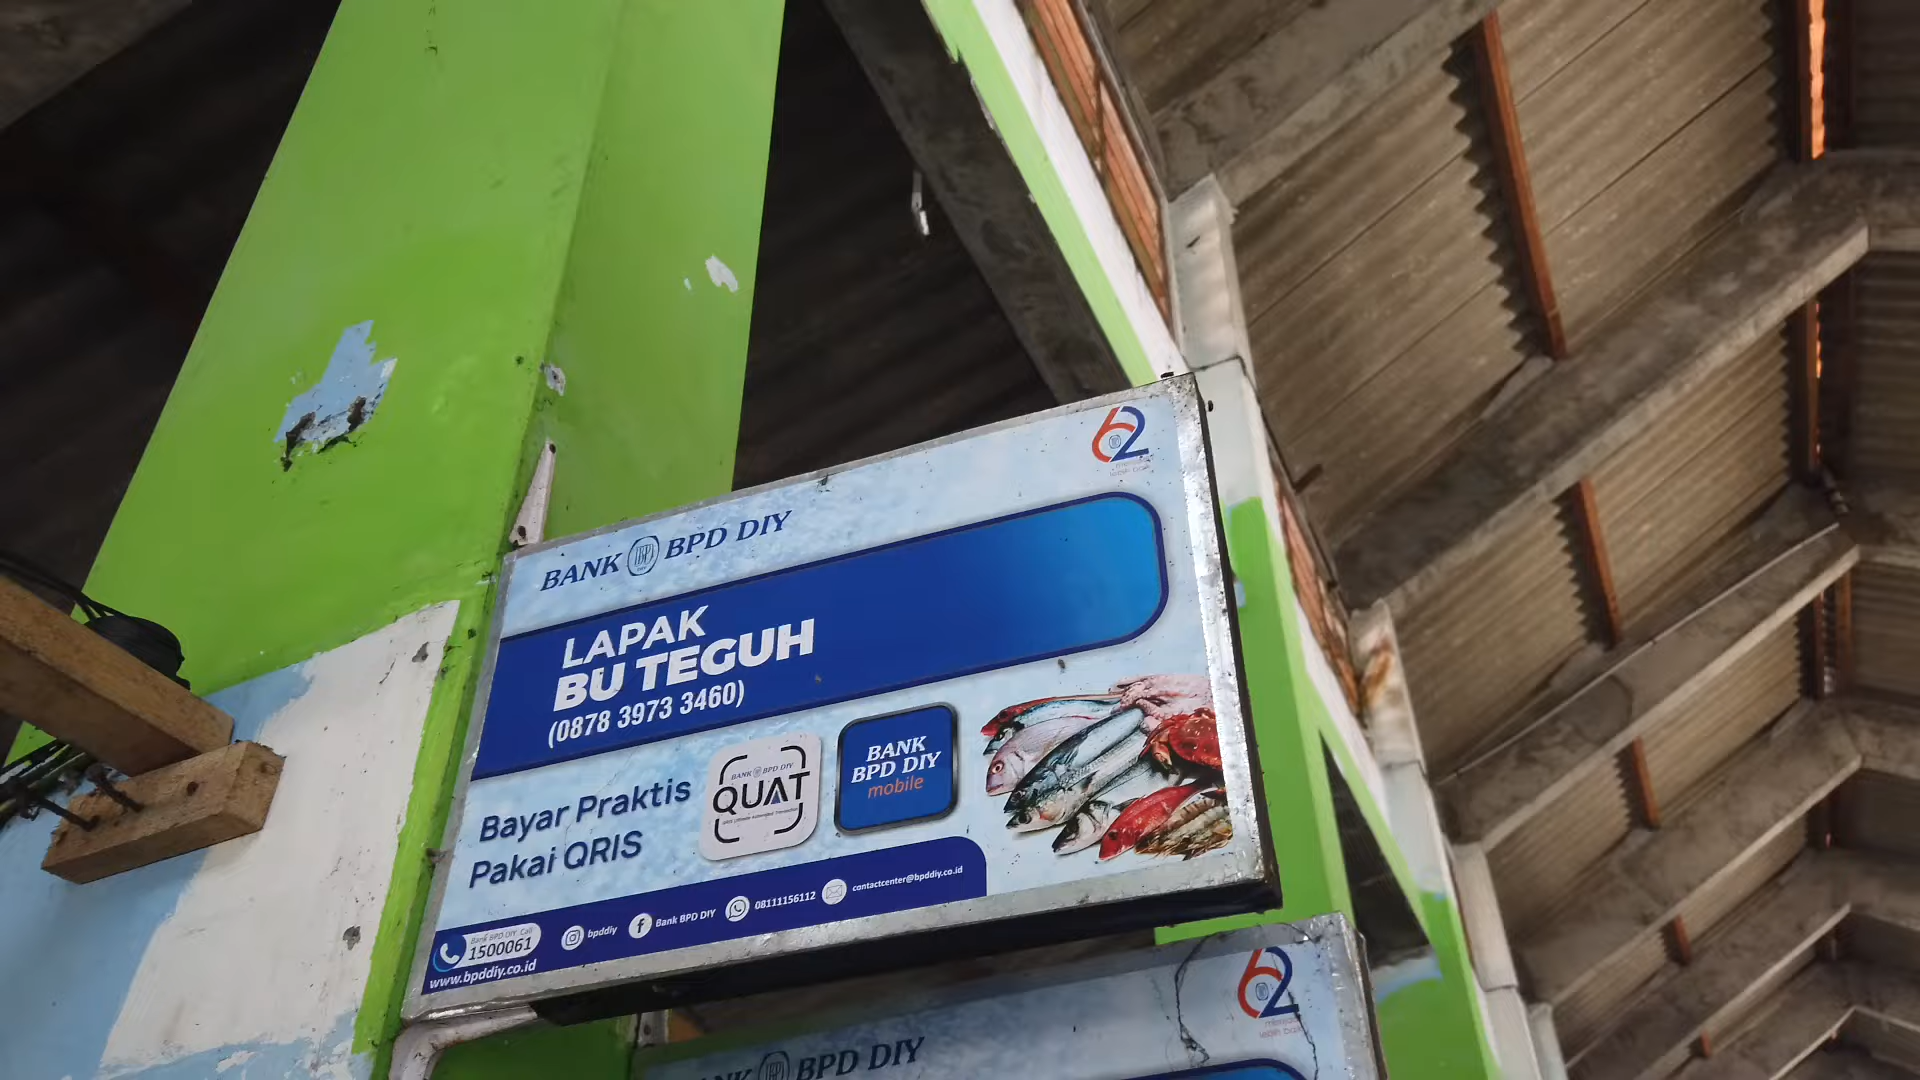 62
BANK BPD DIY
LAPAK
BU TEGUH
(0878 3973 3460)
Bayar Praktis
Pakai QRIS
BANK BPD DIY
QUAT
BANK
BPD DIY
mobile
Bank BPD DIY Call
1500061
bpddiy
Bank BPD DIY
08111156112
contactcenter@bpddiy.co.id
www.bpddiy.co.id
62
BPD DIY